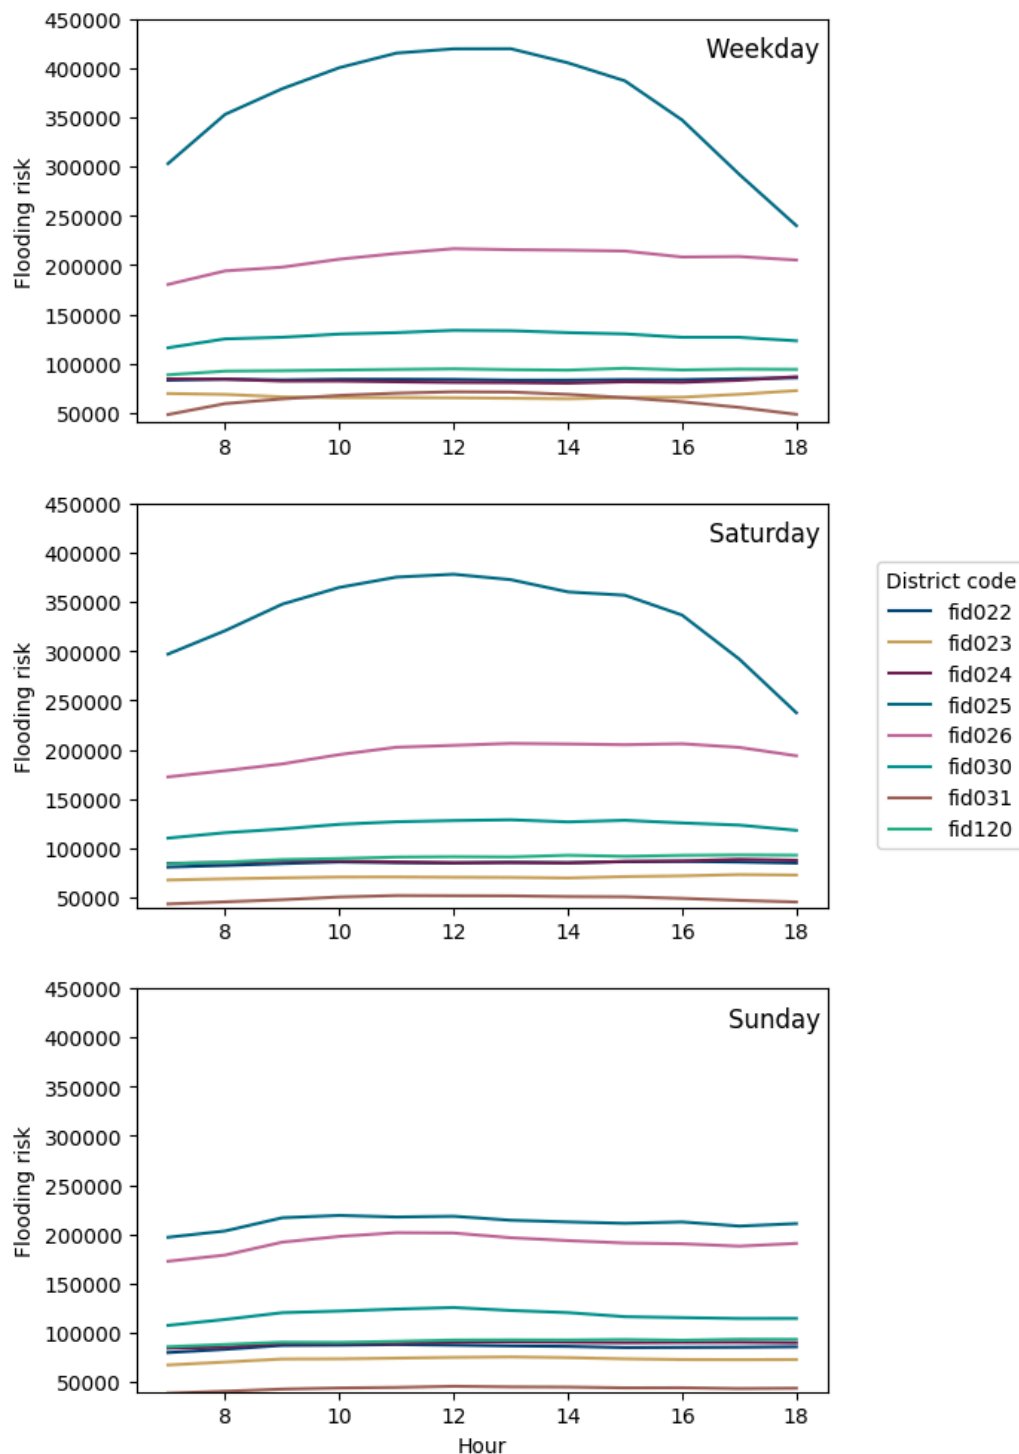 450000
400000
350000
300000
250000
200000
150000
100000
50000
Flooding risk
Weekday
8 10 12 14 16 18
450000
400000
350000
300000
250000
200000
150000
100000
50000
Flooding risk
Saturday
8 10 12 14 16 18
District code
fid022
fid023
fid024
fid025
fid026
fid030
fid031
fid120
450000
400000
350000
300000
250000
200000
150000
100000
50000
Flooding risk
Sunday
8 10 12 14 16 18
Hour